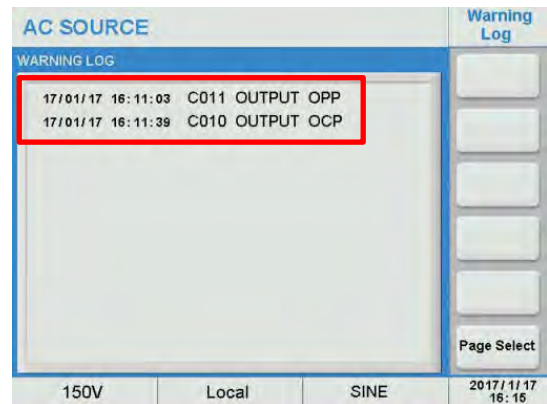 AC SOURCE
Warning
Log
WARNING LOG
17/01/17 16:11:03 C011 OUTPUT OPP
17/01/17 16:11:39 C010 OUTPUT OCP
Page Select
150V Local SINE 2017/1/17
16:15